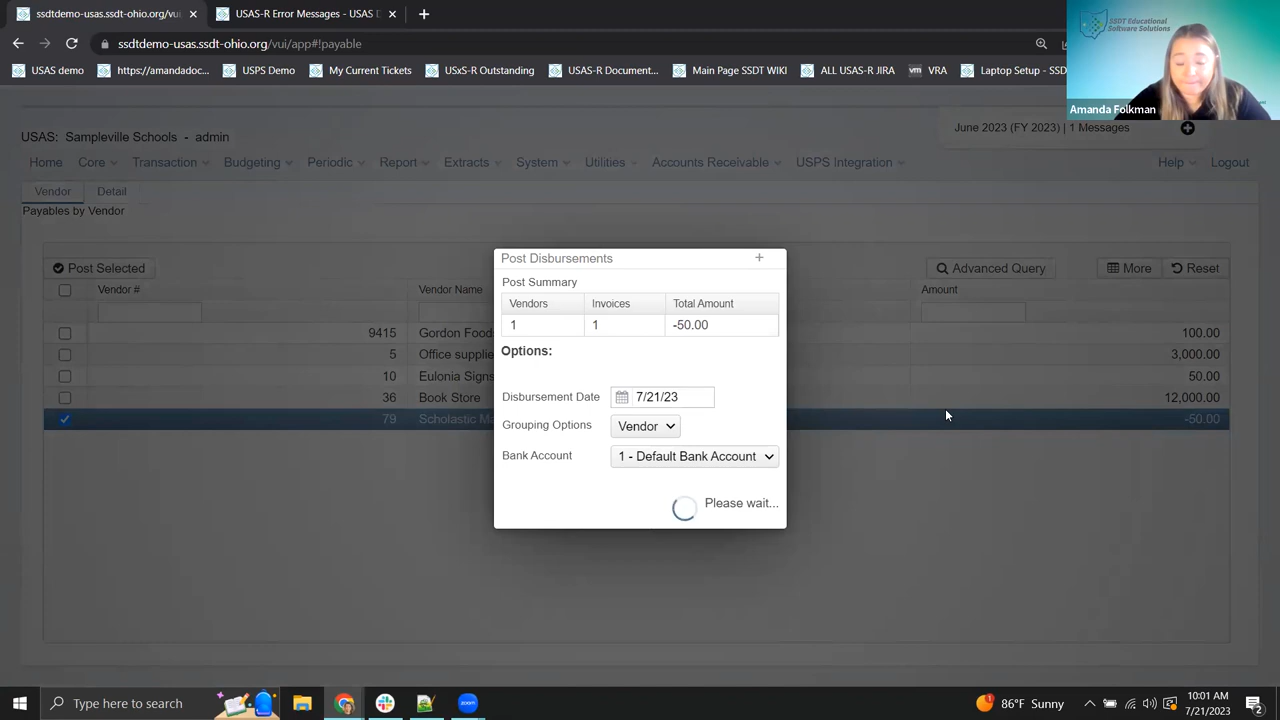 ssdtdemo-usas.ssdt-ohio.org/vu
USAS-R Error Messages - USAS D
ssdtdemo-usas.ssdt-ohio.org/vui/app#!payable
USAS demo
https://amandadoc...
USPS Demo
My Current Tickets
USxS-R Outstanding
USAS-R Document...
Main Page SSDT WIKI
ALL USAS-R JIRA
vm VRA
Laptop Setup - SSD
SSDT Educational
Software Solutions
Amanda Folkman
USAS: Sampleville Schools - admin
June 2023 (FY 2023) | 1 Messages
Home Core Transaction Budgeting Periodic Report Extracts System Utilities Accounts Receivable USPS Integration Help Logout
Vendor Detail
Payables by Vendor
Post Selected Advanced Query More Reset
Vendor # Vendor Name Amount
9415 Gordon Food 100.00
5 Office supplie 3,000.00
10 Eulonia Signs 50.00
36 Book Store 12,000.00
79 Scholastic Ma -50.00
Post Disbursements
Post Summary
Vendors Invoices Total Amount
1 1 -50.00
Options:
Disbursement Date 7/21/23
Grouping Options Vendor
Bank Account 1 - Default Bank Account
Please wait...
Type here to search
1
86°F Sunny
10:01 AM
7/21/2023
2